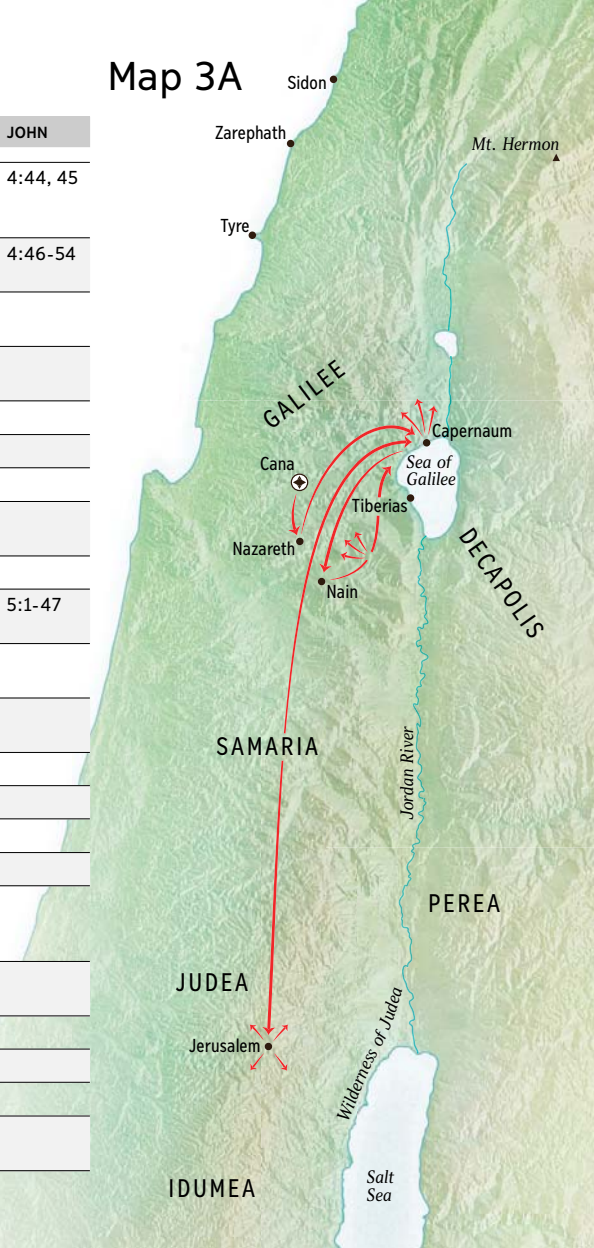 Map 3A
JOHN
4:44, 45
4:46-54
5:1-47
Sidon
Zarephath
Mt. Hermon
Tyre
GALILEE
Capernaum
Cana
Sea of
Galilee
Tiberias
Nazareth
DECAPOLIS
Nain
SAMARIA
Jordan River
PEREA
JUDEA
Wilderness of Judea
Jerusalem
IDUMEA
Salt
Sea